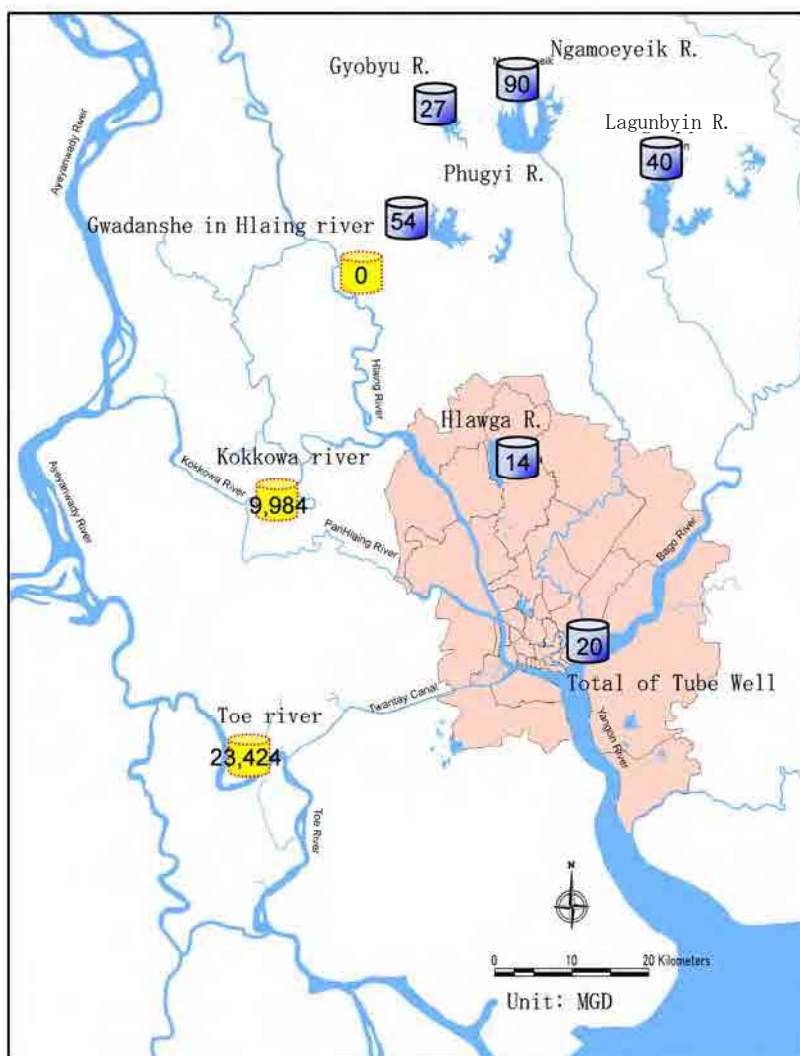 Ngamoeyeik R.
Gyobyu R.
90
27
Lagunbyin R.
40
Phugyi R.
54
Gwadanshe in Hlaing river
0
Ayeyanwady River
Hlaing River
Hlawga R.
14
Kokkowa river
Kokkowa River
9,984
Ayeyanwady River
PanHlaing River
Bago River
20
Total of Tube Well
Twantay Canal
Toe river
23,424
Yangon River
Toe River
N
0 10 20 Kilometers
Unit: MGD